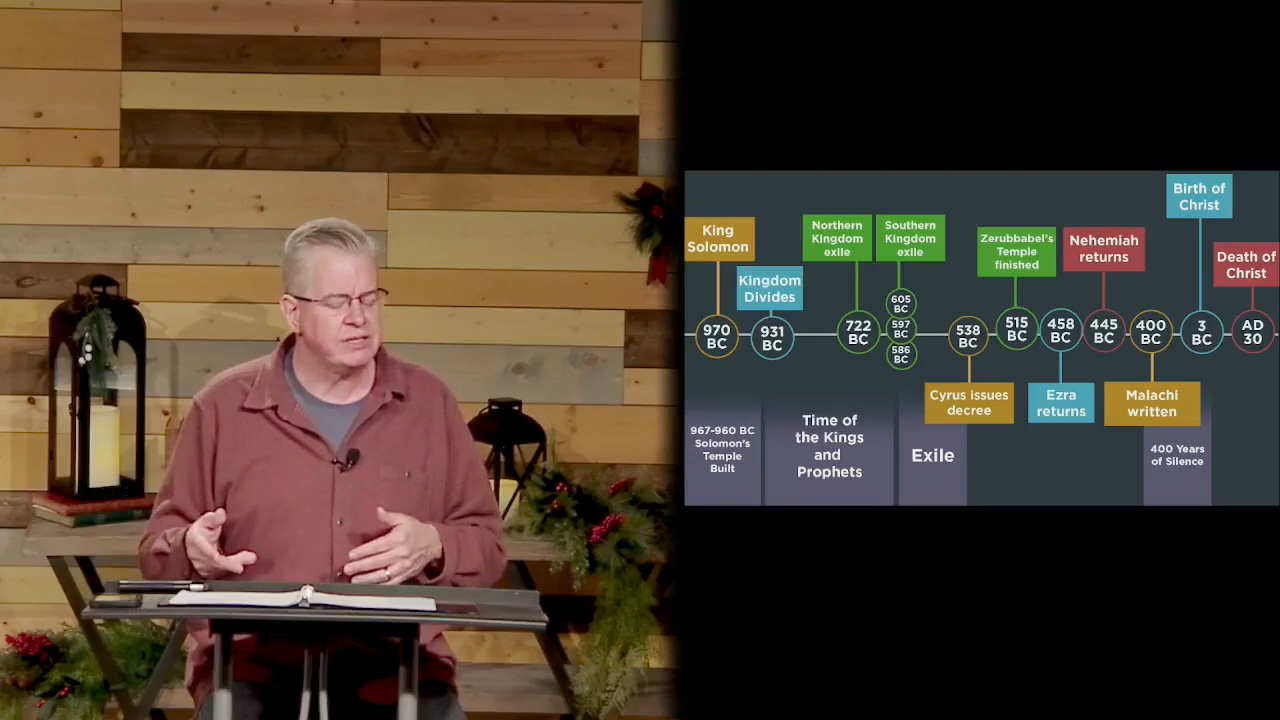 Birth of
Christ
King
Solomon
Northern
Kingdom
exile
Southern
Kingdom
exile
Zerubbabel's
Temple
finished
Nehemiah
returns
Death of
Christ
Kingdom
Divides
970
BC
931
BC
722
BC
605
BC
597
BC
586
BC
538
BC
515
BC
458
BC
445
BC
400
BC
3
BC
AD
30
Cyrus issues
decree
Ezra
returns
Malachi
written
967-960 BC
Solomon's
Temple
Built
Time of
the Kings
and
Prophets
Exile
400 Years
of Silence